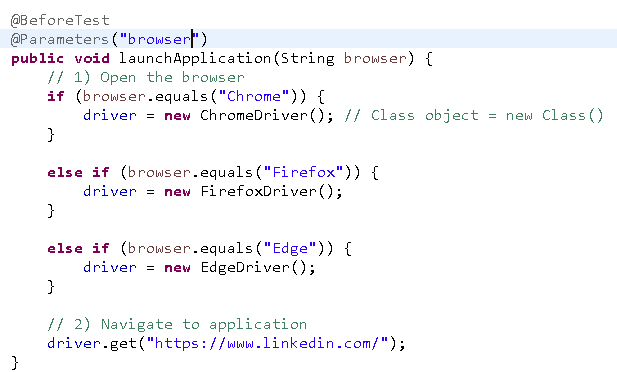 @BeforeTest
@Parameters("browser")
public void launchApplication(String browser) {
    // 1) Open the browser
    if (browser.equals("Chrome")) {
        driver = new ChromeDriver(); // Class object = new Class()
    }

    else if (browser.equals("Firefox")) {
        driver = new FirefoxDriver();
    }

    else if (browser.equals("Edge")) {
        driver = new EdgeDriver();
    }

    // 2) Navigate to application
    driver.get("https://www.linkedin.com/");
}